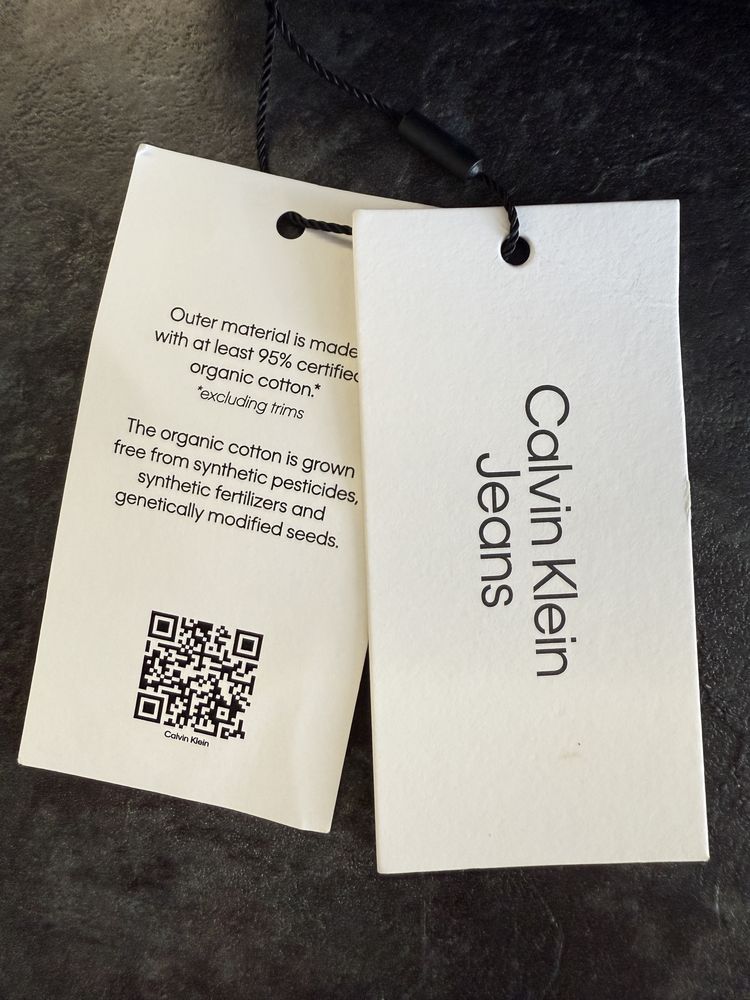 Outer material is made
with at least 95% certified
organic cotton.*
*excluding trims
The organic cotton is grown
free from synthetic pesticides,
synthetic fertilizers and
genetically modified seeds.
Calvin Klein
Calvin Klein
Jeans